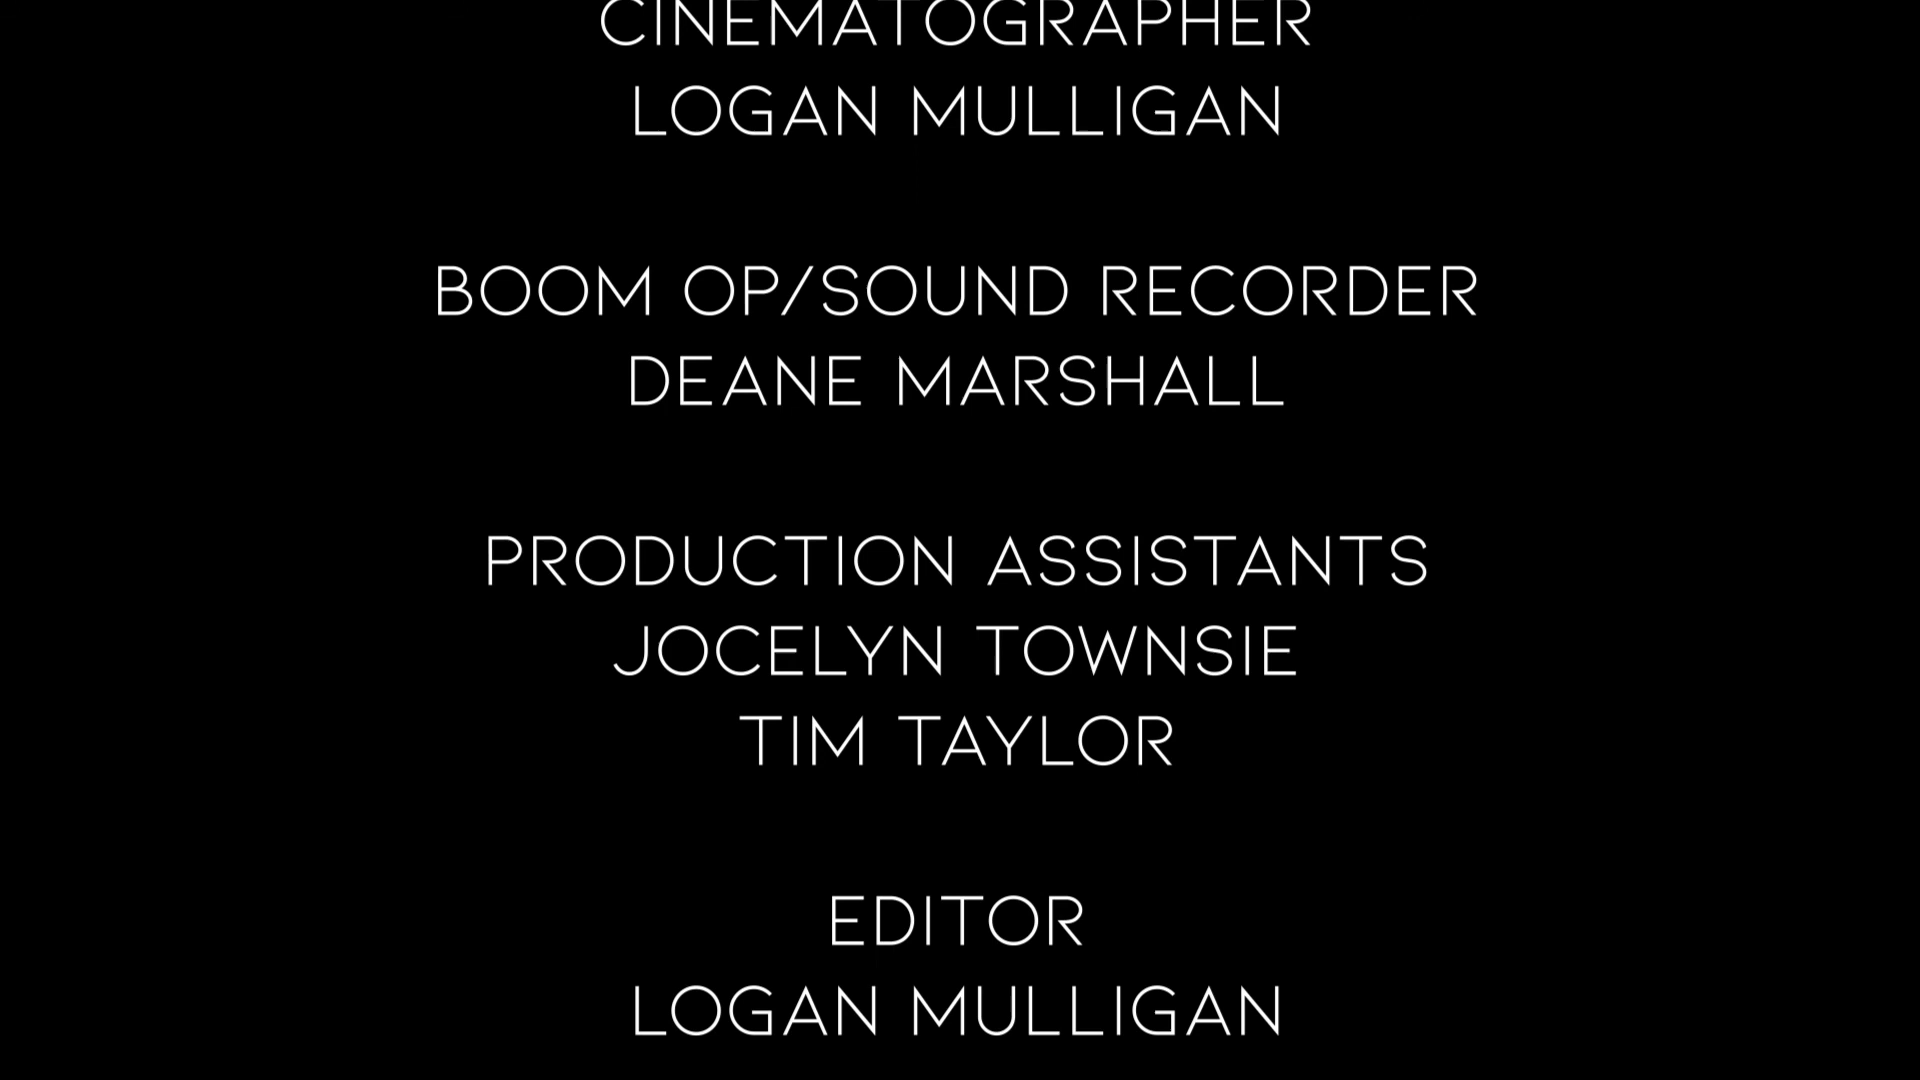 CINEMATOGRAPHER
LOGAN MULLIGAN
BOOM OP/SOUND RECORDER
DEANE MARSHALL
PRODUCTION ASSISTANTS
JOCELYN TOWNSIE
TIM TAYLOR
EDITOR
LOGAN MULLIGAN